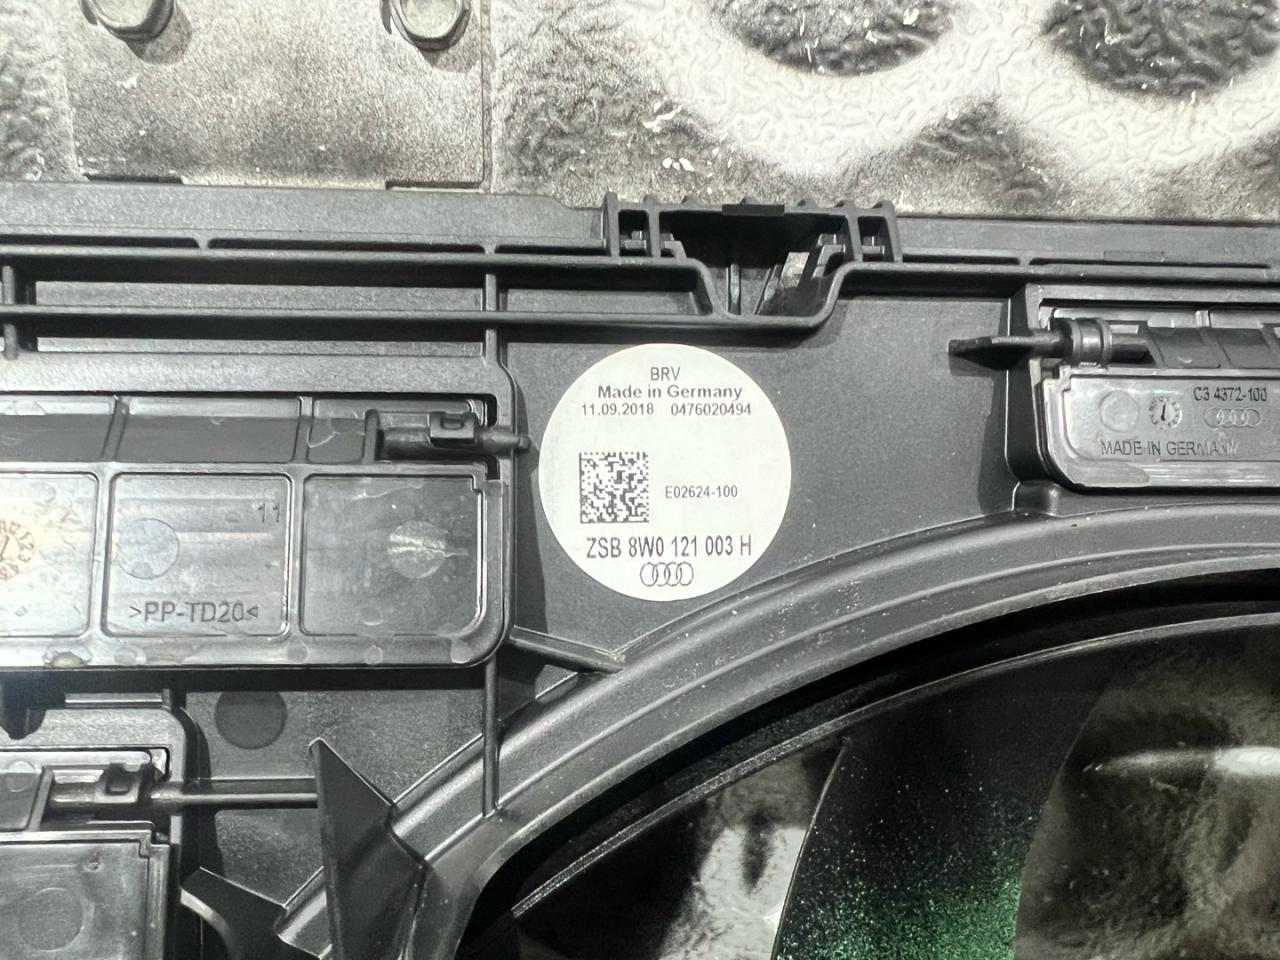 BRV
Made in Germany
11.09.2018 0476020494
E02624-100
ZSB 8W0 121 003 H
C3 4372-100
MADE IN GERMANY
11
>PP-TD20<